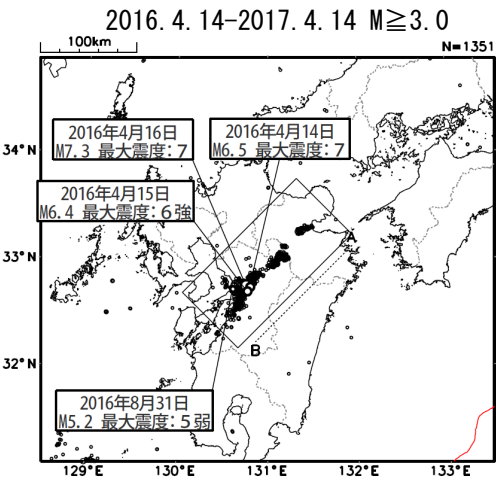 2016.4.14-2017.4.14 M≧3.0
100km
N=1351
2016年4月16日
M7.3 最大震度:7
2016年4月14日
M6.5 最大震度:7
2016年4月15日
M6.4 最大震度:6強
34°N
33°N
32°N
A
B
2016年8月31日
M5.2 最大震度:5弱
129°E
130°E
131°E
132°E
133°E